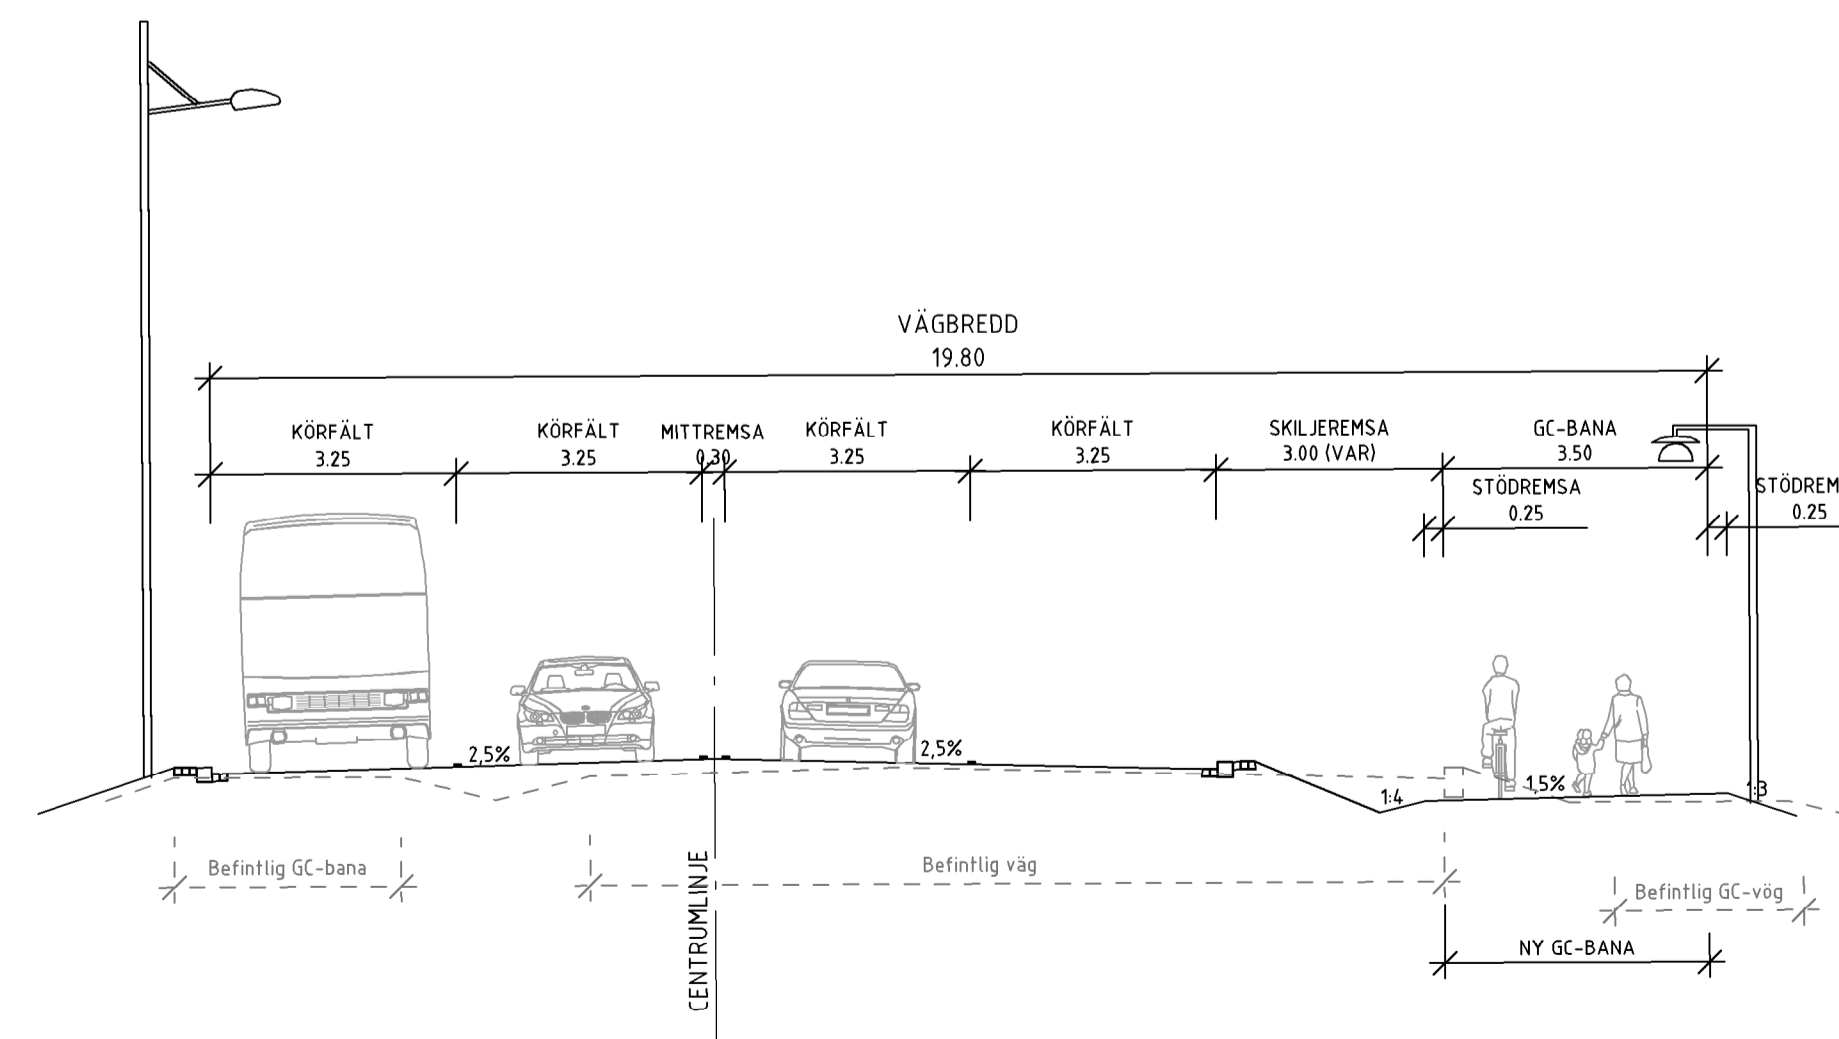 VÄGBREDD
19.80
KÖRFÄLT
3.25
KÖRFÄLT
3.25
MITTREMSA
0.30
KÖRFÄLT
3.25
KÖRFÄLT
3.25
SKILJEREMSA
3.00 (VAR)
GC-BANA
3.50
STÖDREMSA
0.25
STÖDREM
0.25
2,5%
2,5%
1:4
1.5%
1:3
Befintlig GC-bana
Befintlig väg
Befintlig GC-vög
NY GC-BANA
CENTRUMLINJE